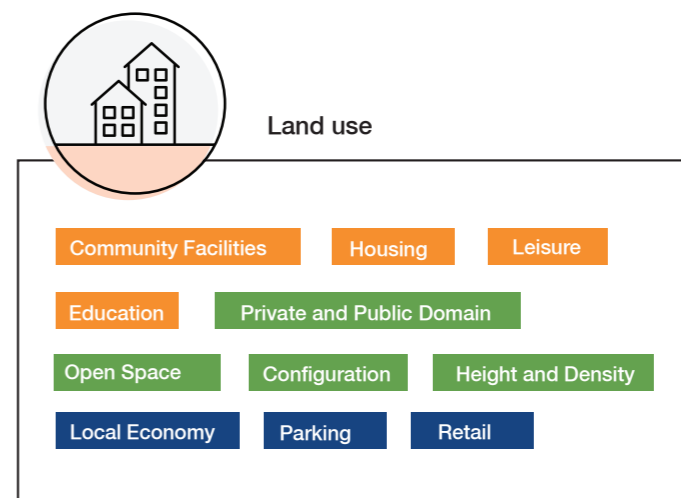 Land use
Community Facilities Housing Leisure
Education Private and Public Domain
Open Space Configuration Height and Density
Local Economy Parking Retail